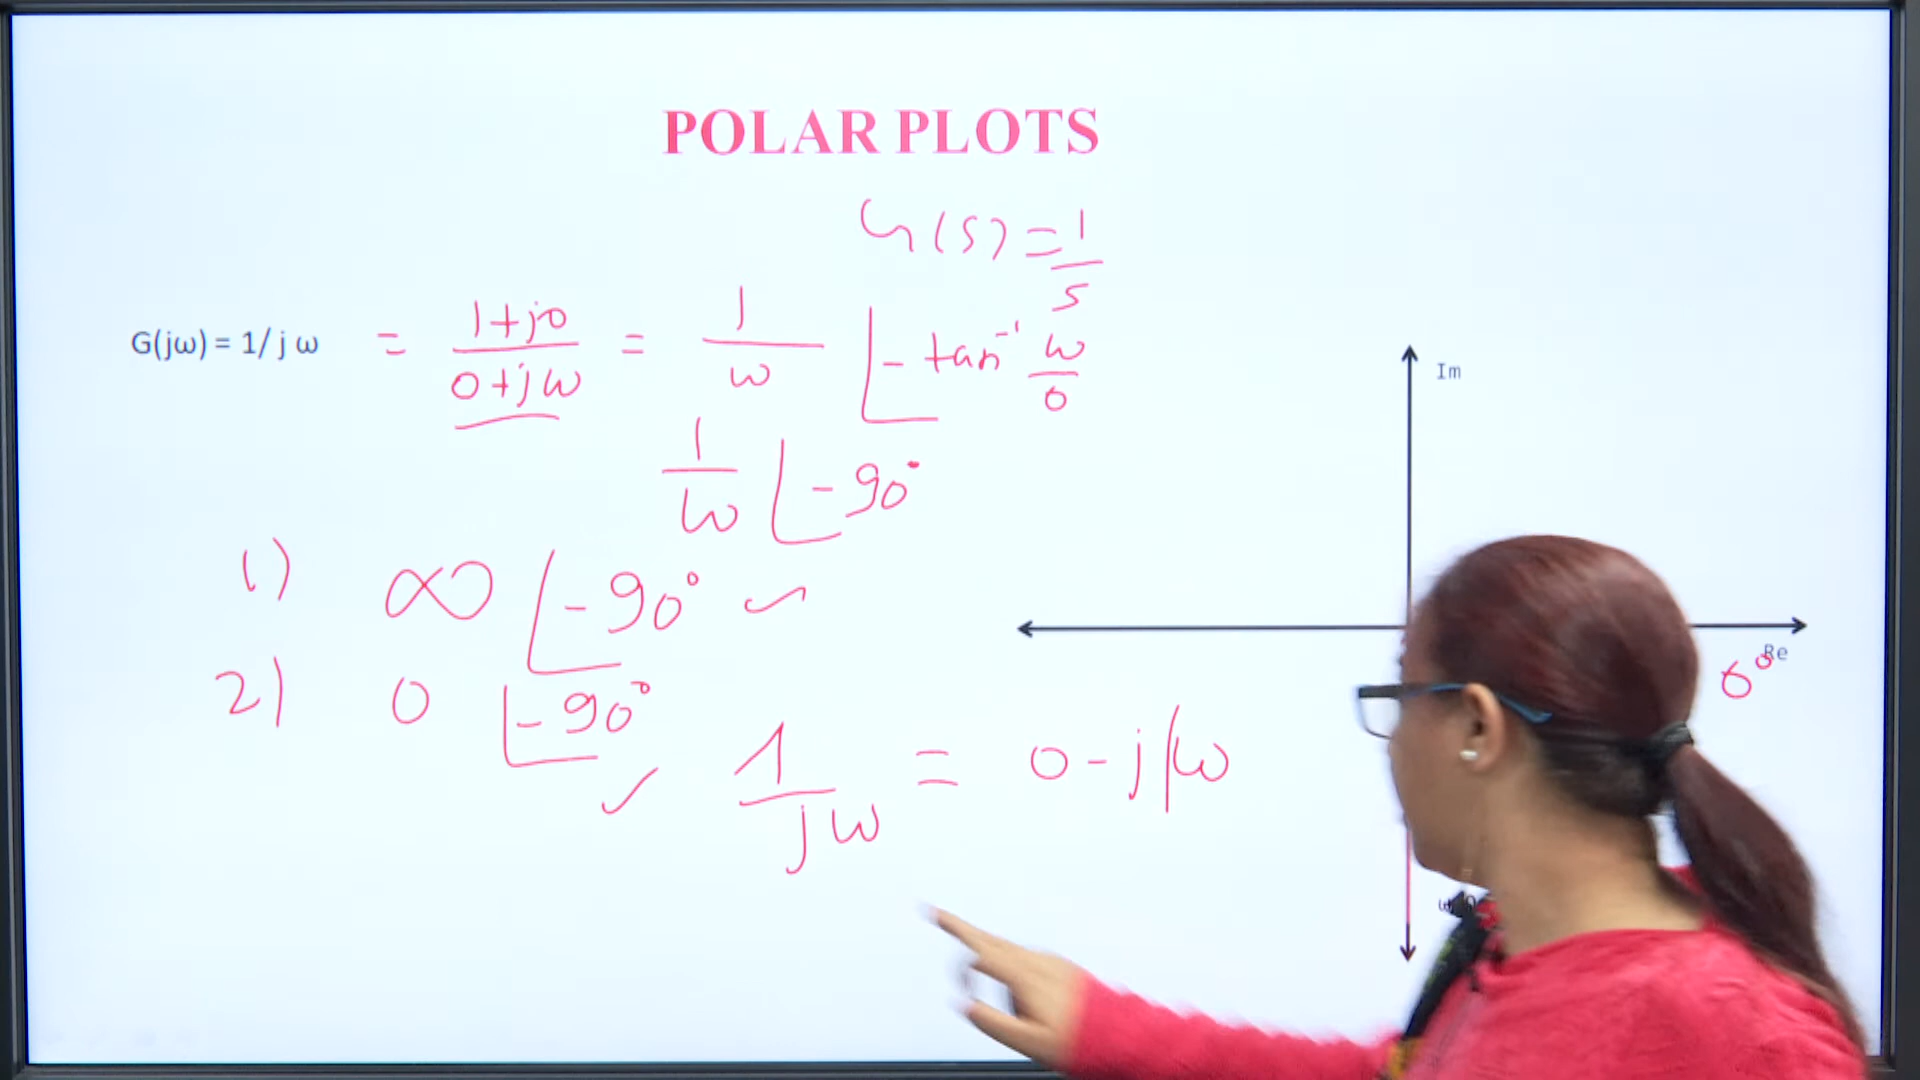 POLAR PLOTS
G(s) = 1/s
G(jω) = 1/ j ω = (1+j0)/(0+jω) = 1/ω ∠-tan⁻¹ ω/0
1/ω ∠-90°
1) ∞ ∠-90°
2) 0 ∠-90°
1/jω = 0-j/ω
Im
Re
0°